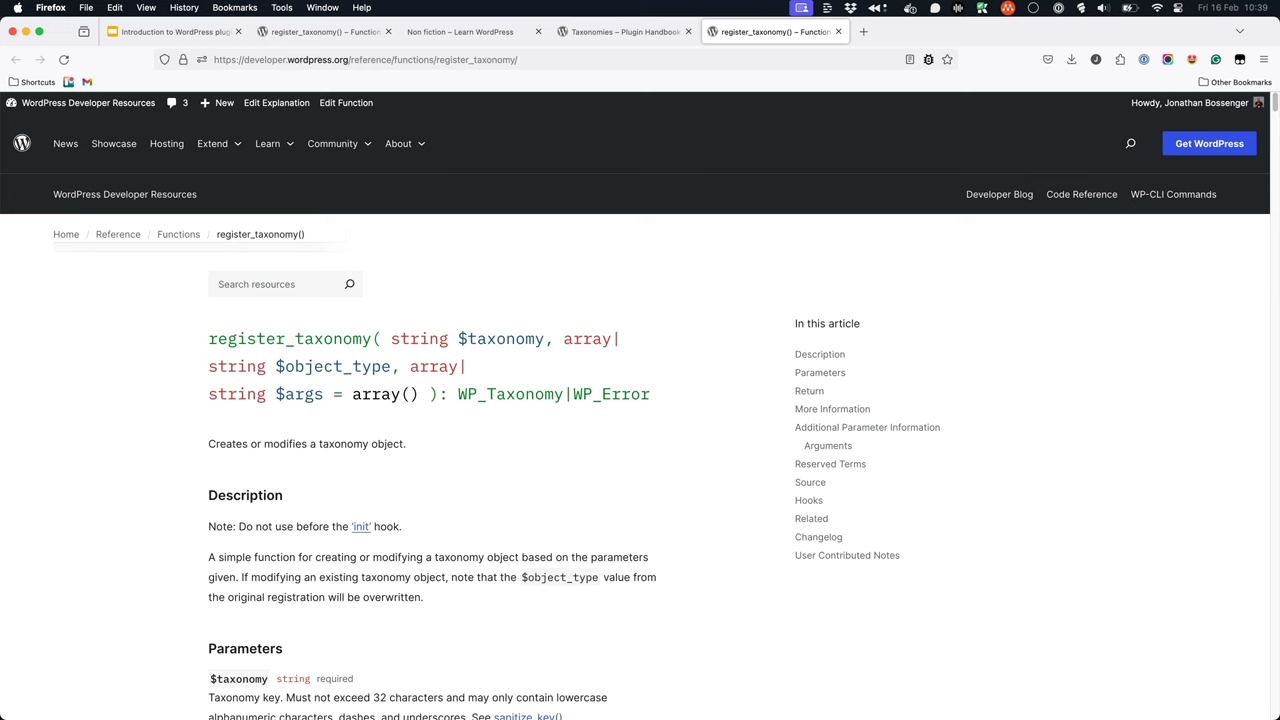 Firefox File Edit View History Bookmarks Tools Window Help Fri 16 Feb 10:39
Introduction to WordPress plug register_taxonomy() – Function Non fiction – Learn WordPress Taxonomies – Plugin Handbook register_taxonomy() – Function
https://developer.wordpress.org/reference/functions/register_taxonomy/
Shortcuts Other Bookmarks
WordPress Developer Resources 3 New Edit Explanation Edit Function Howdy, Jonathan Bossenger
News Showcase Hosting Extend Learn Community About Get WordPress
WordPress Developer Resources Developer Blog Code Reference WP-CLI Commands
Home / Reference / Functions / register_taxonomy()
Search resources
register_taxonomy( string $taxonomy, array|
string $object_type, array|
string $args = array() ): WP_Taxonomy|WP_Error
Creates or modifies a taxonomy object.
Description
Note: Do not use before the 'init' hook.
A simple function for creating or modifying a taxonomy object based on the parameters
given. If modifying an existing taxonomy object, note that the $object_type value from
the original registration will be overwritten.
Parameters
$taxonomy string required
Taxonomy key. Must not exceed 32 characters and may only contain lowercase
alphanumeric characters, dashes, and underscores. See sanitize_key().
In this article
Description
Parameters
Return
More Information
Additional Parameter Information
Arguments
Reserved Terms
Source
Hooks
Related
Changelog
User Contributed Notes